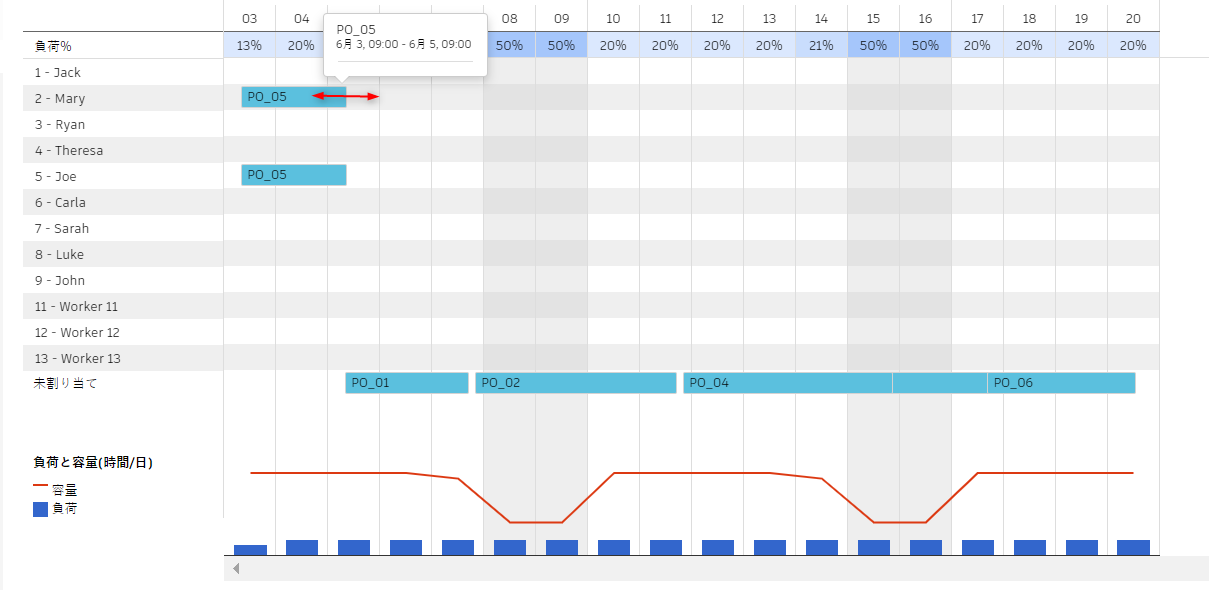 03 04 08 09 10 11 12 13 14 15 16 17 18 19 20
PO_05
6月 3, 09:00 - 6月 5, 09:00
負荷% 13% 20% 50% 50% 20% 20% 20% 20% 21% 50% 50% 20% 20% 20% 20%
1 - Jack
2 - Mary PO_05
3 - Ryan
4 - Theresa
5 - Joe PO_05
6 - Carla
7 - Sarah
8 - Luke
9 - John
11 - Worker 11
12 - Worker 12
13 - Worker 13
未割り当て PO_01 PO_02 PO_04 PO_06
負荷と容量(時間/日)
容量
負荷